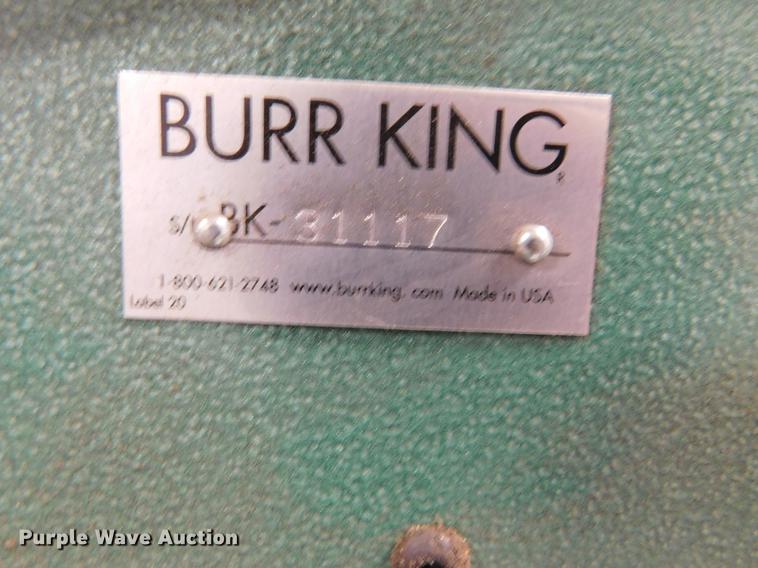 BURR KING®
S/ BK-31117
1-800-621-2748 www.burrking.com Made in USA
Label 20
Purple Wave Auction®